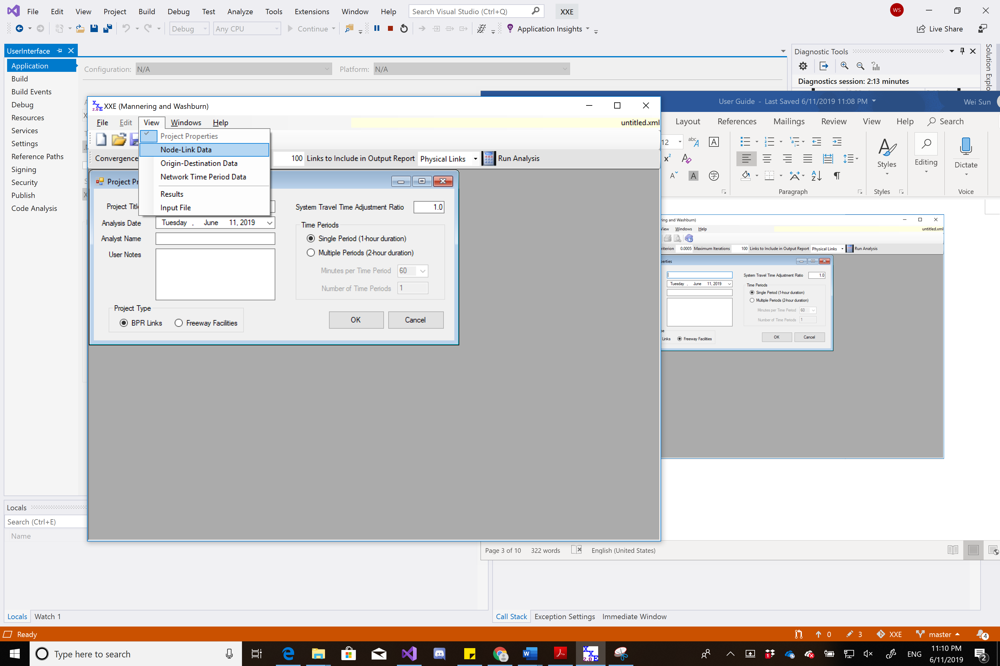 File Edit View Project Build Debug Test Analyze Tools Extensions Window Help Search Visual Studio (Ctrl+Q) XXE WS
Debug Any CPU Continue Application Insights Live Share
UserInterface
Diagnostic Tools
Solution Explo
Application
Build
Build Events
Debug
Resources
Services
Settings
Reference Paths
Signing
Security
Publish
Code Analysis
Configuration: N/A Platform: N/A
Diagnostics session: 2:13 minutes
User Guide - Last Saved 6/11/2019 11:08 PM Wei Sun
Layout References Mailings Review View Help Search
12
Styles
Editing
Dictate
Paragraph
Styles
Voice
XXE (Mannering and Washburn)
File Edit View Windows Help untitled.xml
Project Properties
Node-Link Data
Origin-Destination Data
Network Time Period Data
Results
Input File
Convergence 100 Links to Include in Output Report Physical Links Run Analysis
Project Pr
Project Title
Analysis Date Tuesday , June 11, 2019
Analyst Name
User Notes
System Travel Time Adjustment Ratio 1.0
Time Periods
Single Period (1-hour duration)
Multiple Periods (2-hour duration)
Minutes per Time Period 60
Number of Time Periods 1
Project Type
BPR Links Freeway Facilities
OK Cancel
ing and Washburn)
View Windows Help untitled.xml
riterion 0.0005 Maximum Iterations 100 Links to Include in Output Report Physical Links Run Analysis
perties
System Travel Time Adjustment Ratio 1.0
Tuesday , June 11, 2019
Time Periods
Single Period (1-hour duration)
Multiple Periods (2-hour duration)
Minutes per Time Period 60
Number of Time Periods 1
pe
Links Freeway Facilities
OK Cancel
Locals
Search (Ctrl+E)
Name
Page 3 of 10 322 words English (United States)
Locals Watch 1
Call Stack Exception Settings Immediate Window
Ready 0 3 XXE master 4
Type here to search
ENG
11:10 PM
6/11/2019
2